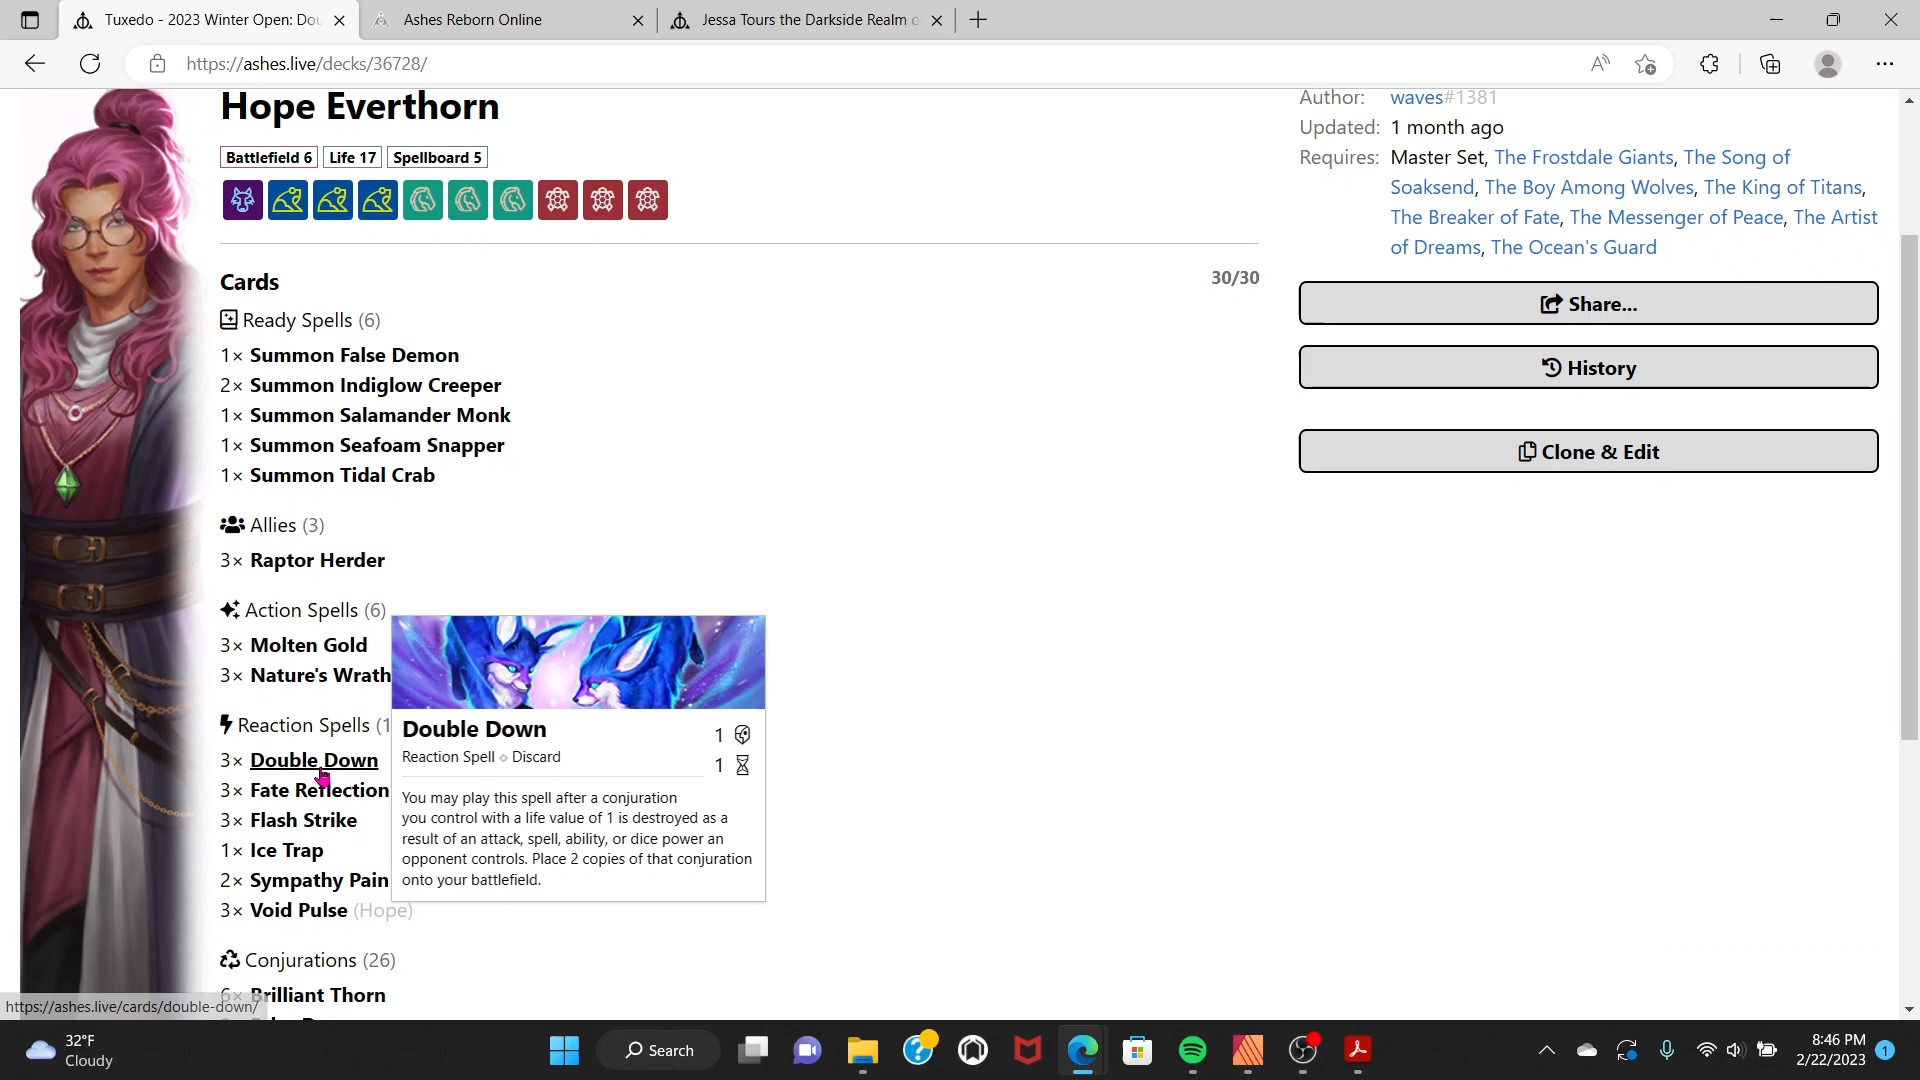 Tuxedo - 2023 Winter Open: Dou
Ashes Reborn Online
Jessa Tours the Darkside Realm o
https://ashes.live/decks/36728/
Hope Everthorn
Battlefield 6
Life 17
Spellboard 5
Author: waves#1381
Updated: 1 month ago
Requires: Master Set, The Frostdale Giants, The Song of
Soaksend, The Boy Among Wolves, The King of Titans,
The Breaker of Fate, The Messenger of Peace, The Artist
of Dreams, The Ocean's Guard
Share...
History
Clone & Edit
Cards
30/30
Ready Spells (6)
1× Summon False Demon
2× Summon Indiglow Creeper
1× Summon Salamander Monk
1× Summon Seafoam Snapper
1× Summon Tidal Crab
Allies (3)
3× Raptor Herder
Action Spells (6)
3× Molten Gold
3× Nature's Wrath
Reaction Spells (1
3× Double Down
3× Fate Reflection
3× Flash Strike
1× Ice Trap
2× Sympathy Pain
3× Void Pulse (Hope)
Double Down
1
Reaction Spell ⋄ Discard
1
You may play this spell after a conjuration
you control with a life value of 1 is destroyed as a
result of an attack, spell, ability, or dice power an
opponent controls. Place 2 copies of that conjuration
onto your battlefield.
Conjurations (26)
6× Brilliant Thorn
https://ashes.live/cards/double-down/
32°F
Cloudy
Search
8:46 PM
2/22/2023
1